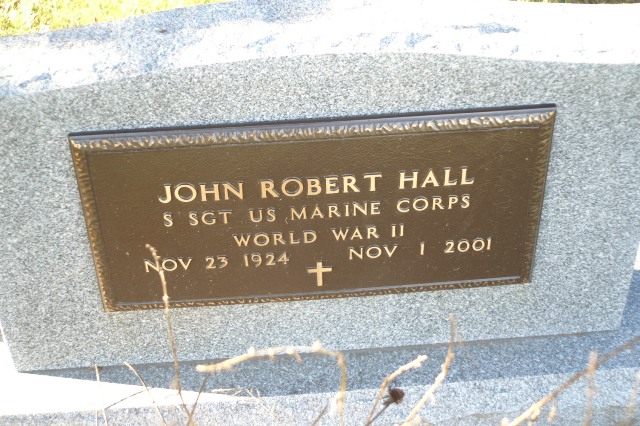 JOHN ROBERT HALL
S SGT US MARINE CORPS
WORLD WAR II
NOV 23 1924 NOV 1 2001